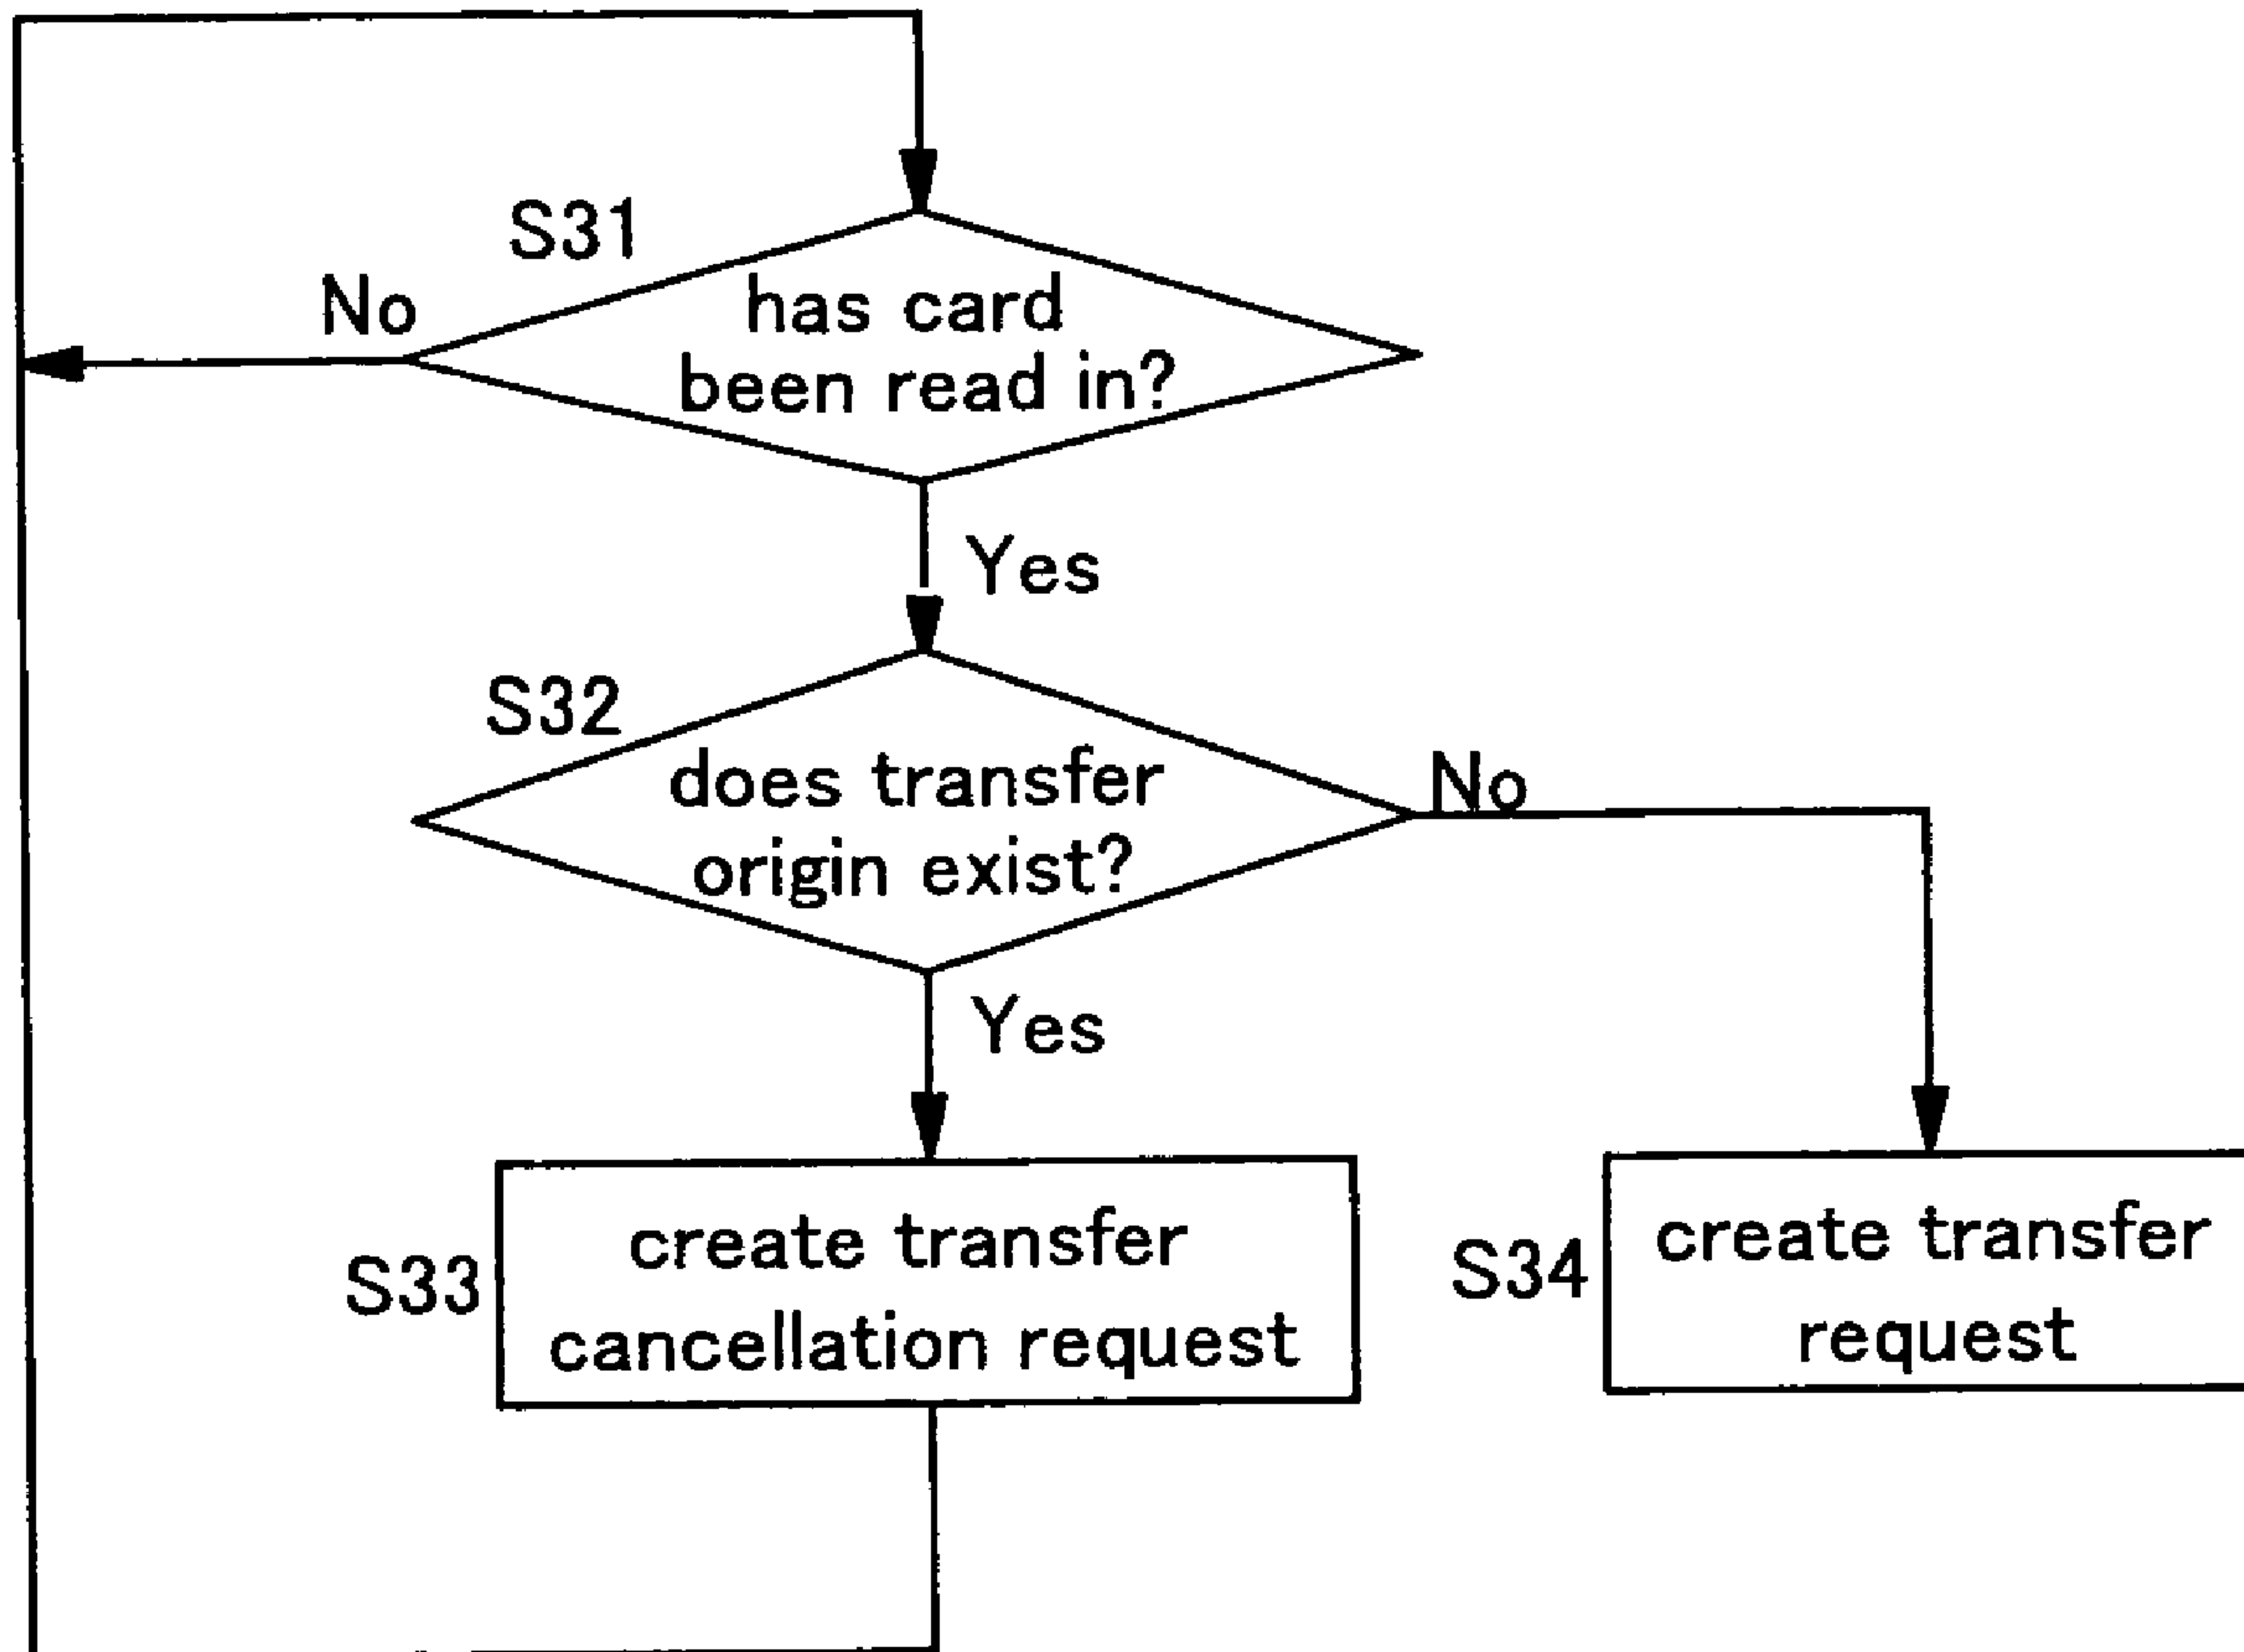 S31
No
has card
been read in?
Yes
S32
does transfer
origin exist?
No
Yes
S33
create transfer
cancellation request
S34
create transfer
request